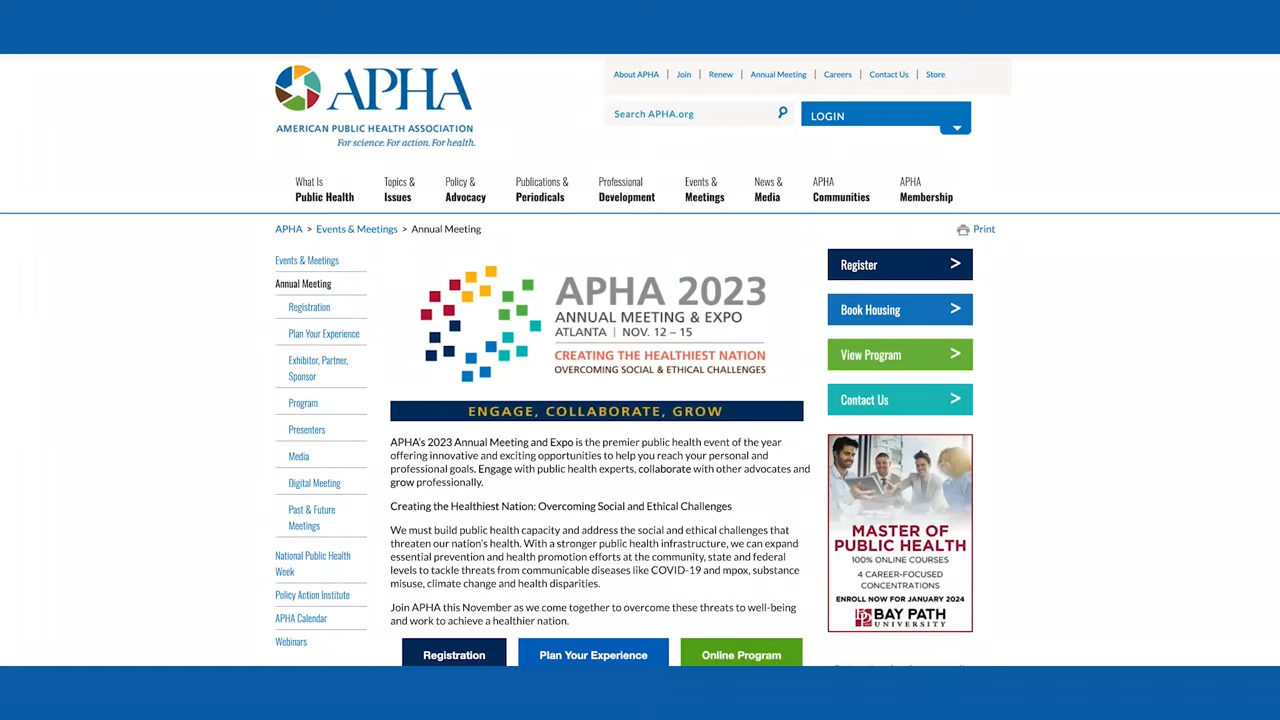 APHA
AMERICAN PUBLIC HEALTH ASSOCIATION
For science. For action. For health.
About APHA | Join | Renew | Annual Meeting | Careers | Contact Us | Store
Search APHA.org
LOGIN
What Is
Public Health
Topics &
Issues
Policy &
Advocacy
Publications &
Periodicals
Professional
Development
Events &
Meetings
News &
Media
APHA
Communities
APHA
Membership
APHA > Events & Meetings > Annual Meeting
Print
Events & Meetings
Annual Meeting
Registration
Plan Your Experience
Exhibitor, Partner,
Sponsor
Program
Presenters
Media
Digital Meeting
Past & Future
Meetings
National Public Health
Week
Policy Action Institute
APHA Calendar
Webinars
APHA 2023
ANNUAL MEETING & EXPO
ATLANTA | NOV. 12 – 15
CREATING THE HEALTHIEST NATION
OVERCOMING SOCIAL & ETHICAL CHALLENGES
ENGAGE, COLLABORATE, GROW
APHA's 2023 Annual Meeting and Expo is the premier public health event of the year
offering innovative and exciting opportunities to help you reach your personal and
professional goals. Engage with public health experts, collaborate with other advocates and
grow professionally.
Creating the Healthiest Nation: Overcoming Social and Ethical Challenges
We must build public health capacity and address the social and ethical challenges that
threaten our nation's health. With a stronger public health infrastructure, we can expand
essential prevention and health promotion efforts at the community, state and federal
levels to tackle threats from communicable diseases like COVID-19 and mpox, substance
misuse, climate change and health disparities.
Join APHA this November as we come together to overcome these threats to well-being
and work to achieve a healthier nation.
Registration
Plan Your Experience
Online Program
Register >
Book Housing >
View Program >
Contact Us >
MASTER OF
PUBLIC HEALTH
100% ONLINE COURSES
4 CAREER-FOCUSED
CONCENTRATIONS
ENROLL NOW FOR JANUARY 2024
BAY PATH
UNIVERSITY